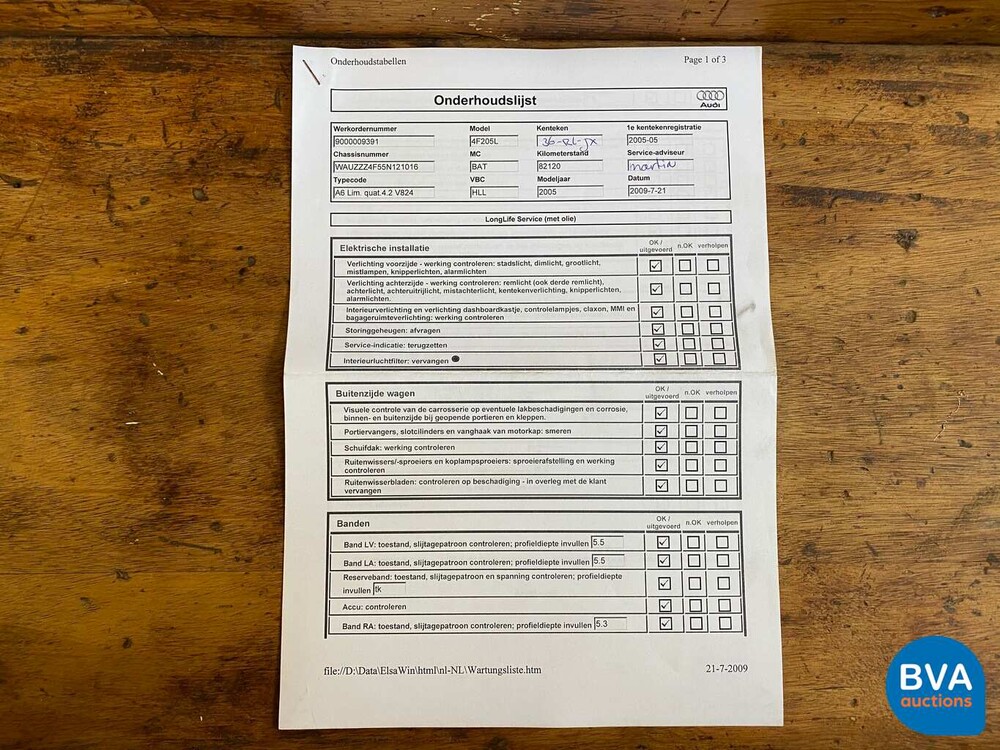 Onderhoudstabellen Page 1 of 3
Onderhoudslijst Audi
Werkordernummer Model Kenteken 1e kentekenregistratie
9000009391 4F205L 36-RL-JX 2005-05
Chassisnummer MC Kilometerstand Service-adviseur
WAUZZZ4F55N121016 BAT 82120 martin
Typecode VBC Modeljaar Datum
A6 Lim. quat.4.2 V824 HLL 2005 2009-7-21
LongLife Service (met olie)
Elektrische installatie OK / uitgevoerd n.OK verholpen
Verlichting voorzijde - werking controleren: stadslicht, dimlicht, grootlicht,
mistlampen, knipperlichten, alarmlichten
Verlichting achterzijde - werking controleren: remlicht (ook derde remlicht),
achterlicht, achteruitrijlicht, mistachterlicht, kentekenverlichting, knipperlichten,
alarmlichten.
Interieurverlichting en verlichting dashboardkastje, controlelampjes, claxon, MMI en
bagageruimteverlichting: werking controleren
Storinggeheugen: afvragen
Service-indicatie: terugzetten
Interieurluchtfilter: vervangen
Buitenzijde wagen OK / uitgevoerd n.OK verholpen
Visuele controle van de carrosserie op eventuele lakbeschadigingen en corrosie,
binnen- en buitenzijde bij geopende portieren en kleppen.
Portiervangers, slotcilinders en vanghaak van motorkap: smeren
Schuifdak: werking controleren
Ruitenwissers/-sproeiers en koplampsproeiers: sproeierafstelling en werking
controleren
Ruitenwisserbladen: controleren op beschadiging - in overleg met de klant
vervangen
Banden OK / uitgevoerd n.OK verholpen
Band LV: toestand, slijtagepatroon controleren; profieldiepte invullen 5.5
Band LA: toestand, slijtagepatroon controleren; profieldiepte invullen 5.5
Reserveband: toestand, slijtagepatroon en spanning controleren; profieldiepte
invullen tk
Accu: controleren
Band RA: toestand, slijtagepatroon controleren; profieldiepte invullen 5.3
file://D:\Data\ElsaWin\html\nl-NL\Wartungsliste.htm 21-7-2009
BVA
auctions